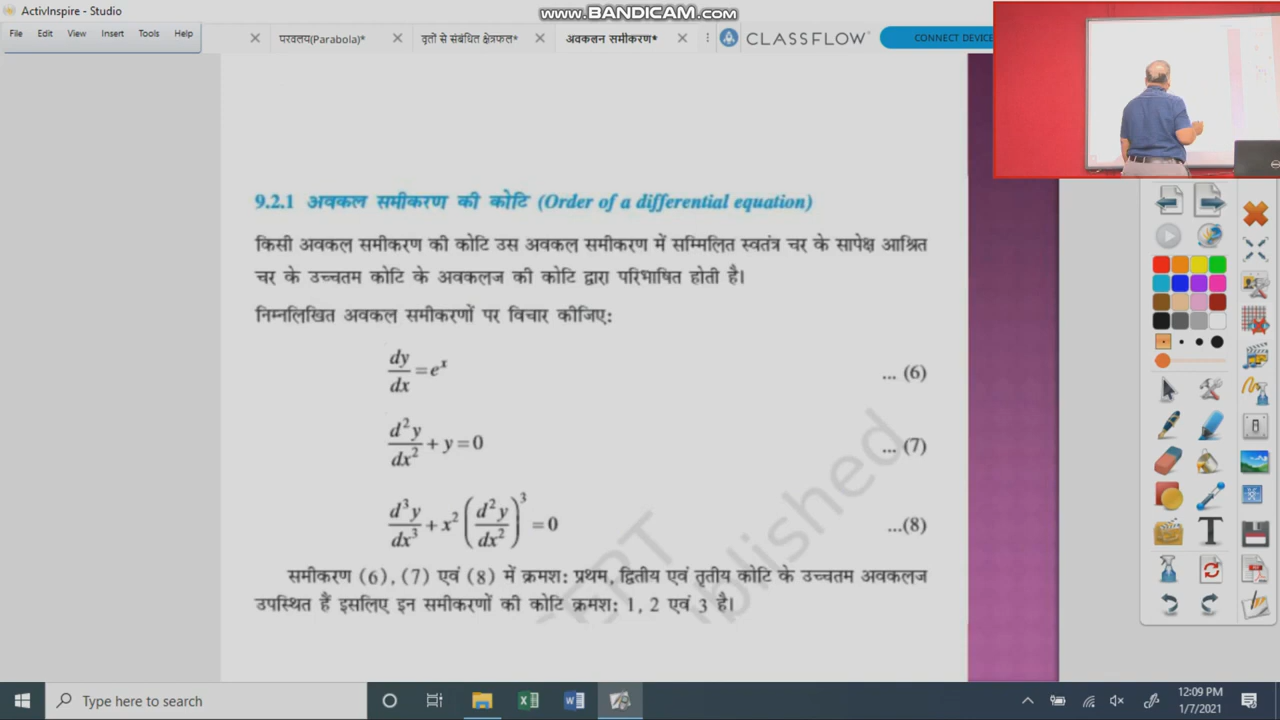 ActivInspire - Studio
www.BANDICAM.com
File Edit View Insert Tools Help
परवलय(Parabola)* वृतों से संबंधित क्षेत्रफल* अवकलन समीकरण* CLASSFLOW CONNECT DEVICE
9.2.1 अवकल समीकरण की कोटि (Order of a differential equation)
किसी अवकल समीकरण की कोटि उस अवकल समीकरण में सम्मिलित स्वतंत्र चर के सापेक्ष आश्रित
चर के उच्चतम कोटि के अवकलज की कोटि द्वारा परिभाषित होती है।
निम्नलिखित अवकल समीकरणों पर विचार कीजिए:
dy/dx = eˣ ... (6)
d²y/dx² + y = 0 ... (7)
d³y/dx³ + x² (d²y/dx²)³ = 0 ...(8)
समीकरण (6), (7) एवं (8) में क्रमश: प्रथम, द्वितीय एवं तृतीय कोटि के उच्चतम अवकलज
उपस्थित हैं इसलिए इन समीकरणों की कोटि क्रमश: 1, 2 एवं 3 है।
Type here to search
12:09 PM
1/7/2021